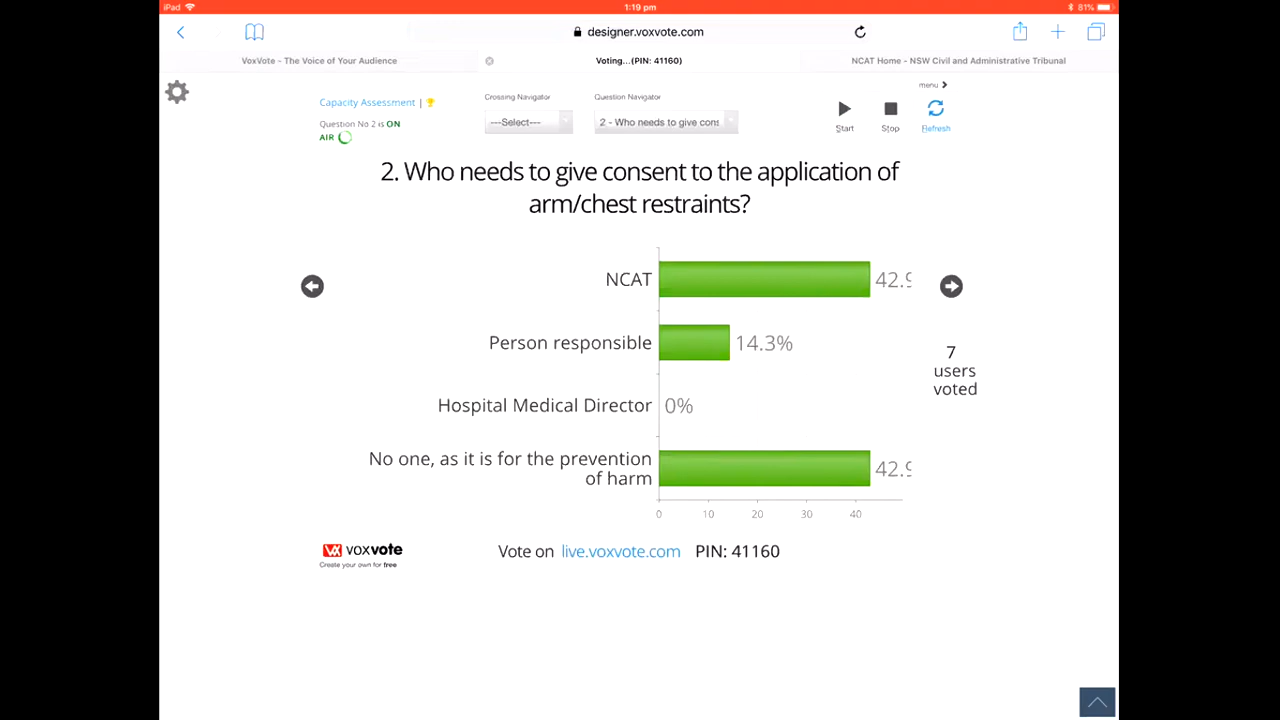 iPad
1:19 pm
81%
designer.voxvote.com
VoxVote - The Voice of Your Audience
Voting...(PIN: 41160)
NCAT Home - NSW Civil and Administrative Tribunal
menu
Capacity Assessment |
Crossing Navigator
Question Navigator
Question No 2 is ON
AIR
---Select---
2 - Who needs to give cons
Start
Stop
Refresh
2. Who needs to give consent to the application of
arm/chest restraints?
NCAT
42.9
Person responsible
14.3%
7
users
voted
Hospital Medical Director
0%
No one, as it is for the prevention
of harm
42.9
0 10 20 30 40
voxvote
Create your own for free
Vote on live.voxvote.com PIN: 41160